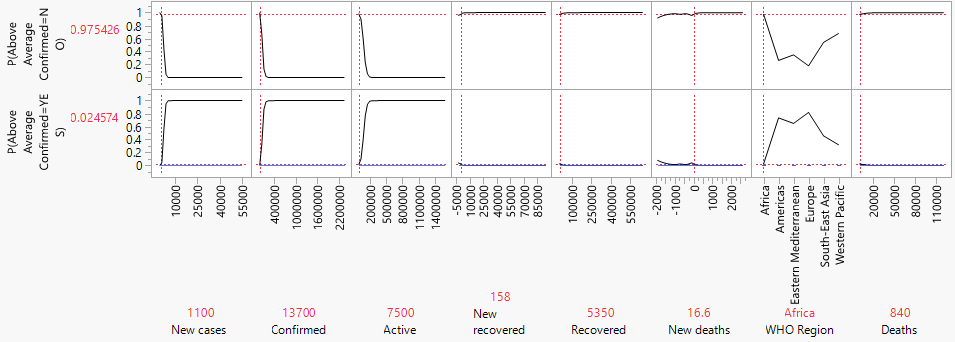 P(Above
Average
Confirmed=N
O)
0.975426
1
0.8
0.6
0.4
0.2
0
P(Above
Average
Confirmed=YE
S)
0.024574
1
0.8
0.6
0.4
0.2
0
10000
25000
40000
55000
400000
1000000
1600000
2200000
200000
500000
800000
1100000
1400000
-5000
10000
25000
40000
55000
70000
85000
100000
250000
400000
550000
-2000
-1000
0
1000
2000
Africa
Americas
Eastern Mediterranean
Europe
South-East Asia
Western Pacific
20000
50000
80000
110000
1100
New cases
13700
Confirmed
7500
Active
158
New
recovered
5350
Recovered
16.6
New deaths
Africa
WHO Region
840
Deaths